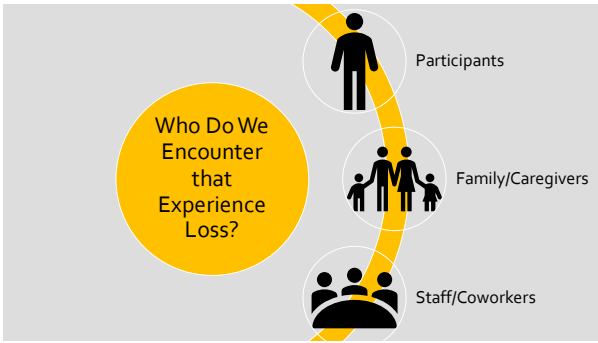 Who Do We
Encounter
that
Experience
Loss?
Participants
Family/Caregivers
Staff/Coworkers